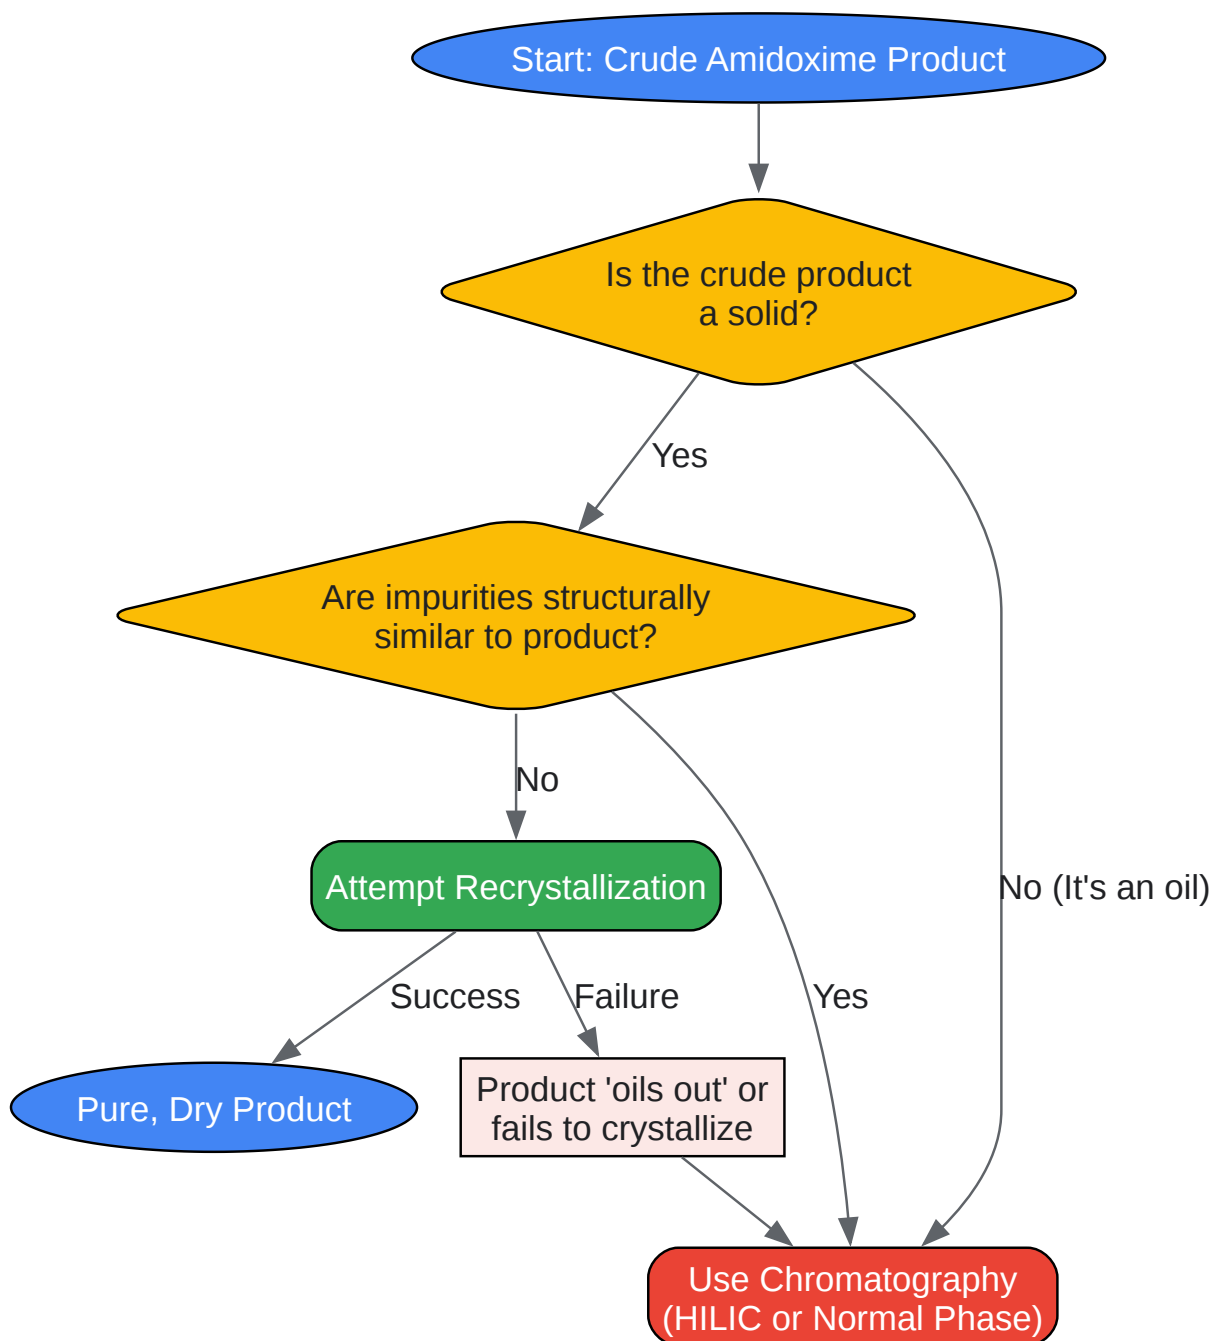 Start: Crude Amidoxime Product
Is the crude product
a solid?
Yes
Are impurities structurally
similar to product?
No
Attempt Recrystallization
No (It's an oil)
Success
Failure
Yes
Product 'oils out' or
fails to crystallize
Pure, Dry Product
Use Chromatography
(HILIC or Normal Phase)